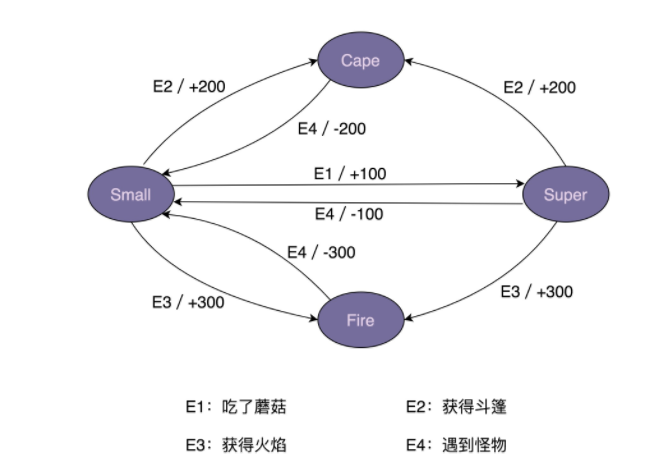 Cape
E2 / +200
E2 / +200
E4 / -200
E1 / +100
Small
Super
E4 / -100
E4 / -300
E3 / +300
E3 / +300
Fire
E1：吃了蘑菇
E2：获得斗篷
E3：获得火焰
E4：遇到怪物